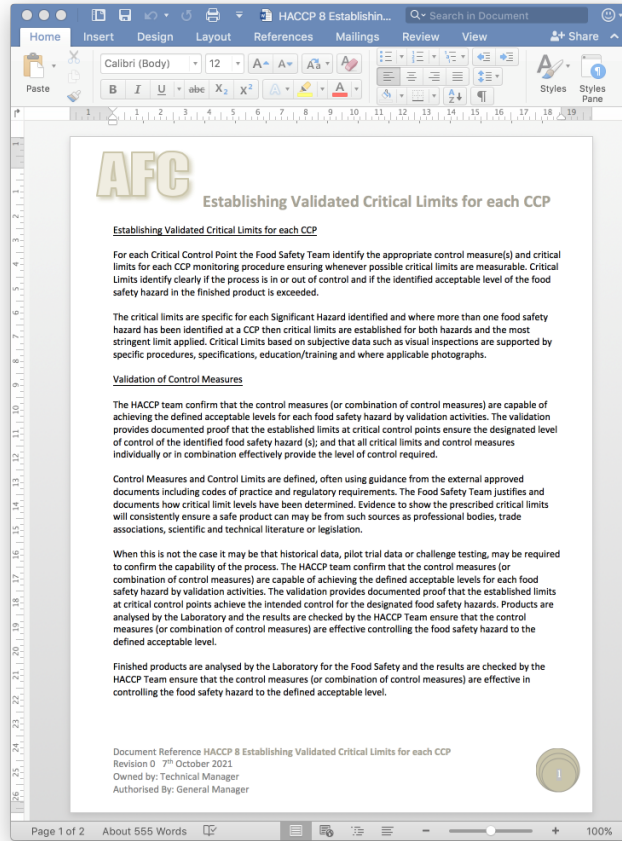 HACCP 8 Establishin...
Search in Document
Home Insert Design Layout References Mailings Review View Share
Paste
Calibri (Body) 12
B I U abc X₂ X²
Styles
Styles Pane
1 1 2 3 4 5 6 7 8 9 10 11 12 13 14 15 16 17 18 19
AFC
Establishing Validated Critical Limits for each CCP
Establishing Validated Critical Limits for each CCP
For each Critical Control Point the Food Safety Team identify the appropriate control measure(s) and critical
limits for each CCP monitoring procedure ensuring whenever possible critical limits are measurable. Critical
Limits identify clearly if the process is in or out of control and if the identified acceptable level of the food
safety hazard in the finished product is exceeded.
The critical limits are specific for each Significant Hazard identified and where more than one food safety
hazard has been identified at a CCP then critical limits are established for both hazards and the most
stringent limit applied. Critical Limits based on subjective data such as visual inspections are supported by
specific procedures, specifications, education/training and where applicable photographs.
Validation of Control Measures
The HACCP team confirm that the control measures (or combination of control measures) are capable of
achieving the defined acceptable levels for each food safety hazard by validation activities. The validation
provides documented proof that the established limits at critical control points ensure the designated level
of control of the identified food safety hazard (s); and that all critical limits and control measures
individually or in combination effectively provide the level of control required.
Control Measures and Control Limits are defined, often using guidance from the external approved
documents including codes of practice and regulatory requirements. The Food Safety Team justifies and
documents how critical limit levels have been determined. Evidence to show the prescribed critical limits
will consistently ensure a safe product can may be from such sources as professional bodies, trade
associations, scientific and technical literature or legislation.
When this is not the case it may be that historical data, pilot trial data or challenge testing, may be required
to confirm the capability of the process. The HACCP team confirm that the control measures (or
combination of control measures) are capable of achieving the defined acceptable levels for each food
safety hazard by validation activities. The validation provides documented proof that the established limits
at critical control points achieve the intended control for the designated food safety hazards. Products are
analysed by the Laboratory and the results are checked by the HACCP Team ensure that the control
measures (or combination of control measures) are effective controlling the food safety hazard to the
defined acceptable level.
Finished products are analysed by the Laboratory for the Food Safety and the results are checked by the
HACCP Team ensure that the control measures (or combination of control measures) are effective in
controlling the food safety hazard to the defined acceptable level.
Document Reference HACCP 8 Establishing Validated Critical Limits for each CCP
Revision 0 7th October 2021
Owned by: Technical Manager
Authorised By: General Manager
1
Page 1 of 2 About 555 Words 100%